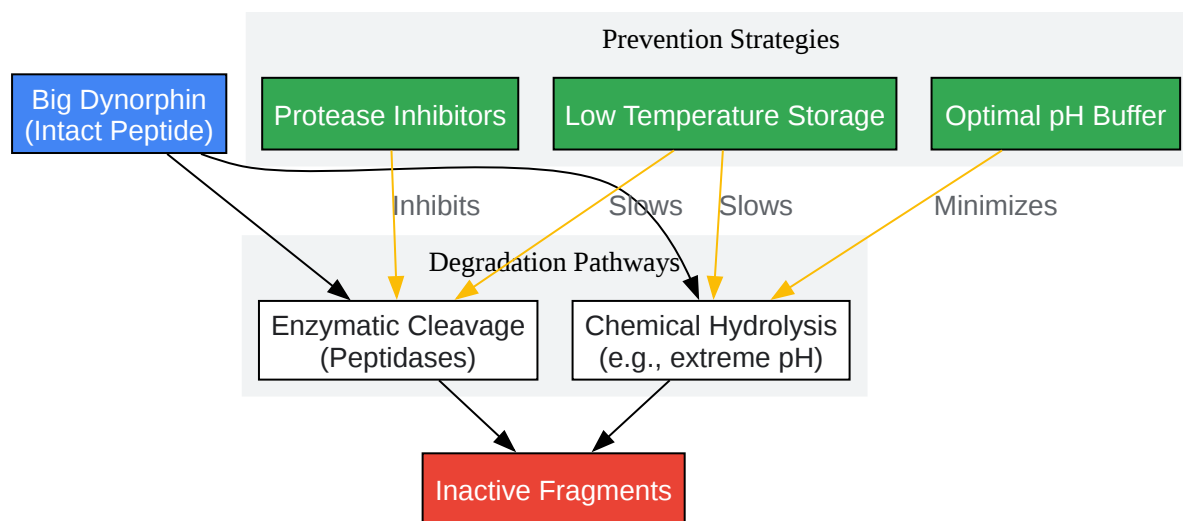 Prevention Strategies
Big Dynorphin
(Intact Peptide)
Protease Inhibitors
Low Temperature Storage
Optimal pH Buffer
Inhibits
Slows
Slows
Minimizes
Degradation Pathways
Enzymatic Cleavage
(Peptidases)
Chemical Hydrolysis
(e.g., extreme pH)
Inactive Fragments